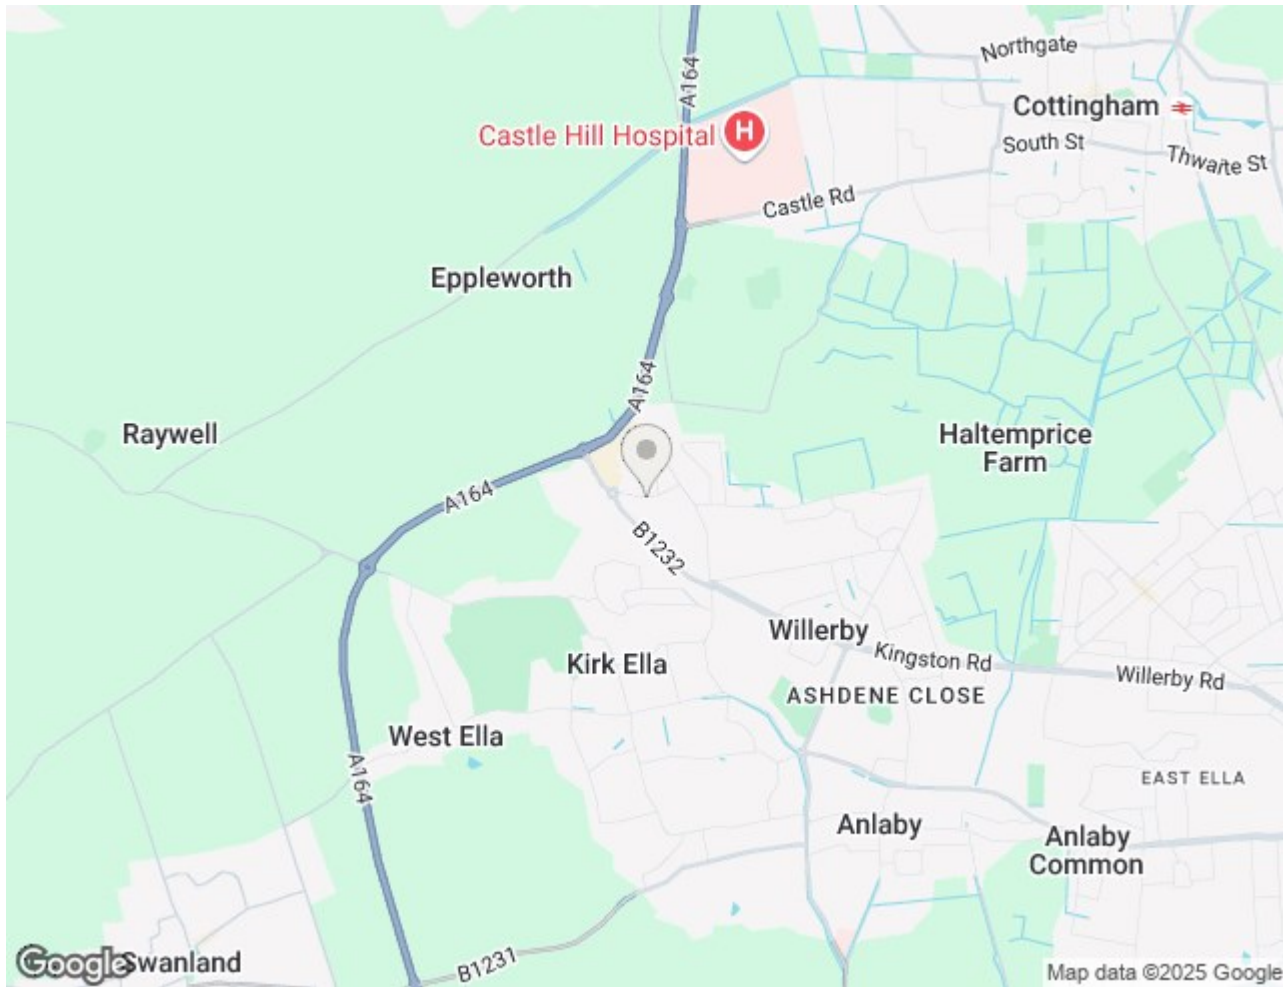 Northgate
A164
Cottingham
Castle Hill Hospital
H
South St
Thwaite St
Castle Rd
Eppleworth
A164
Raywell
Haltemprice
Farm
A164
B1232
Willerby
Kingston Rd
Kirk Ella
Willerby Rd
ASHDENE CLOSE
West Ella
A164
EAST ELLA
Anlaby
Anlaby
Common
Google
Swanland
B1231
Map data ©2025 Google